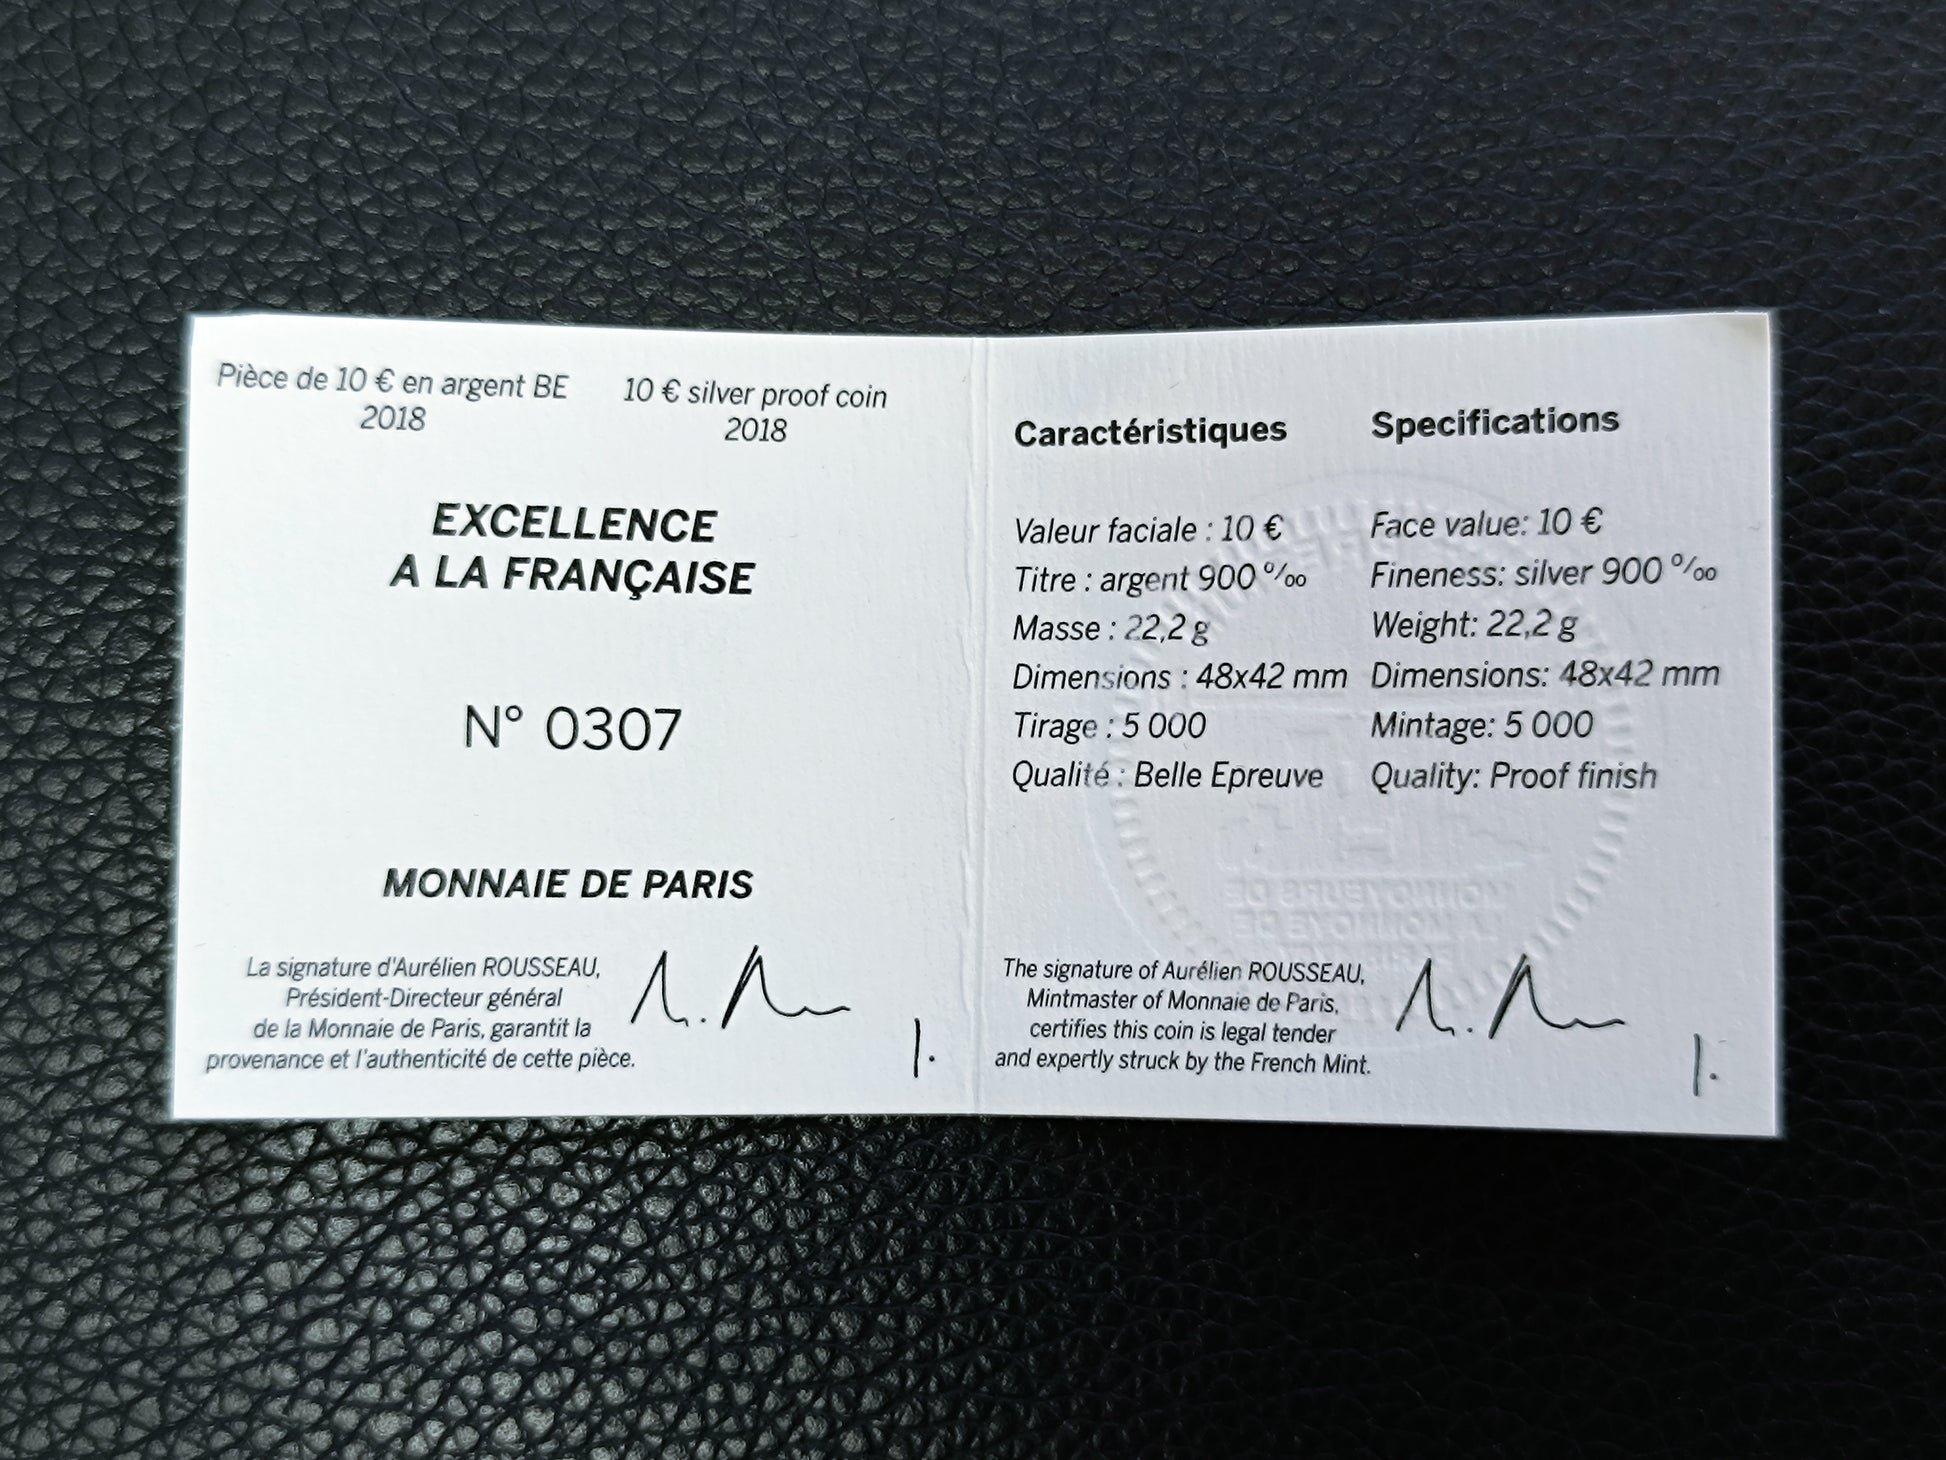 Pièce de 10 € en argent BE
2018
10 € silver proof coin
2018
EXCELLENCE
A LA FRANÇAISE
N° 0307
MONNAIE DE PARIS
La signature d'Aurélien ROUSSEAU,
Président-Directeur général
de la Monnaie de Paris, garantit la
provenance et l'authenticité de cette pièce.
Caractéristiques
Valeur faciale : 10 €
Titre : argent 900 ‰
Masse : 22,2 g
Dimensions : 48x42 mm
Tirage : 5 000
Qualité : Belle Epreuve
Specifications
Face value: 10 €
Fineness: silver 900 ‰
Weight: 22,2 g
Dimensions: 48x42 mm
Mintage: 5 000
Quality: Proof finish
The signature of Aurélien ROUSSEAU,
Mintmaster of Monnaie de Paris,
certifies this coin is legal tender
and expertly struck by the French Mint.